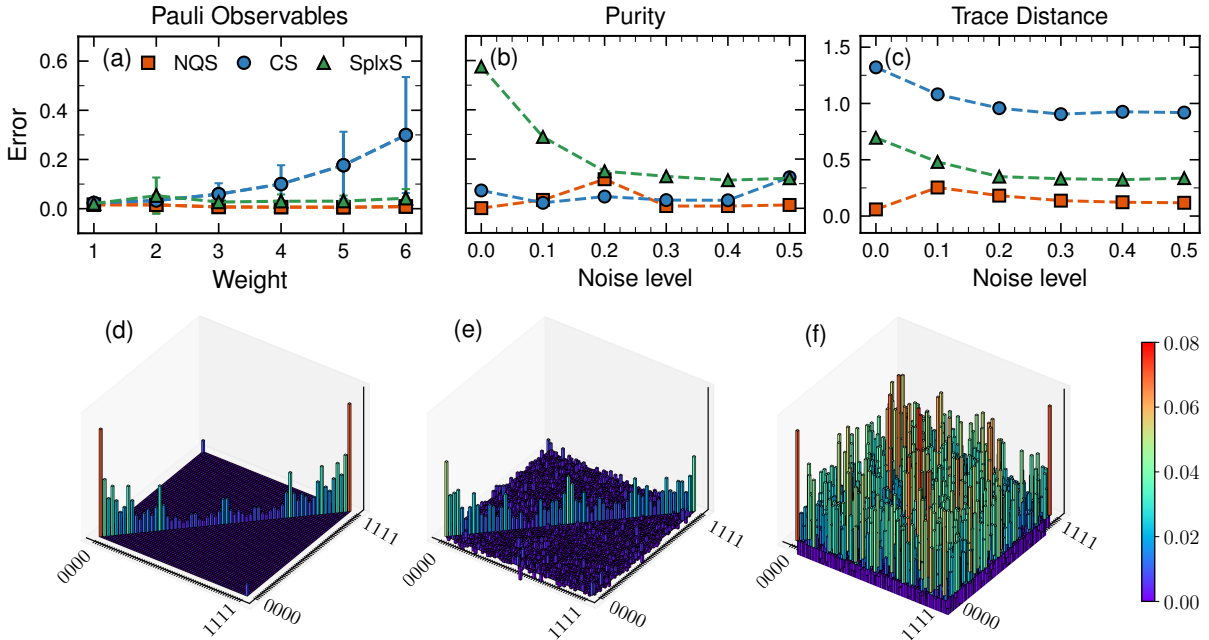 Pauli Observables
Purity
Trace Distance
(a) NQS CS SplxS
(b)
(c)
Error
0.6
0.4
0.2
0.0
1.5
1.0
0.5
0.0
1 2 3 4 5 6
0.0 0.1 0.2 0.3 0.4 0.5
0.0 0.1 0.2 0.3 0.4 0.5
Weight
Noise level
Noise level
(d)
(e)
(f)
0000
1111
0000
1111
0000
1111
0000
1111
0000
1111
0000
1111
0.08
0.06
0.04
0.02
0.00